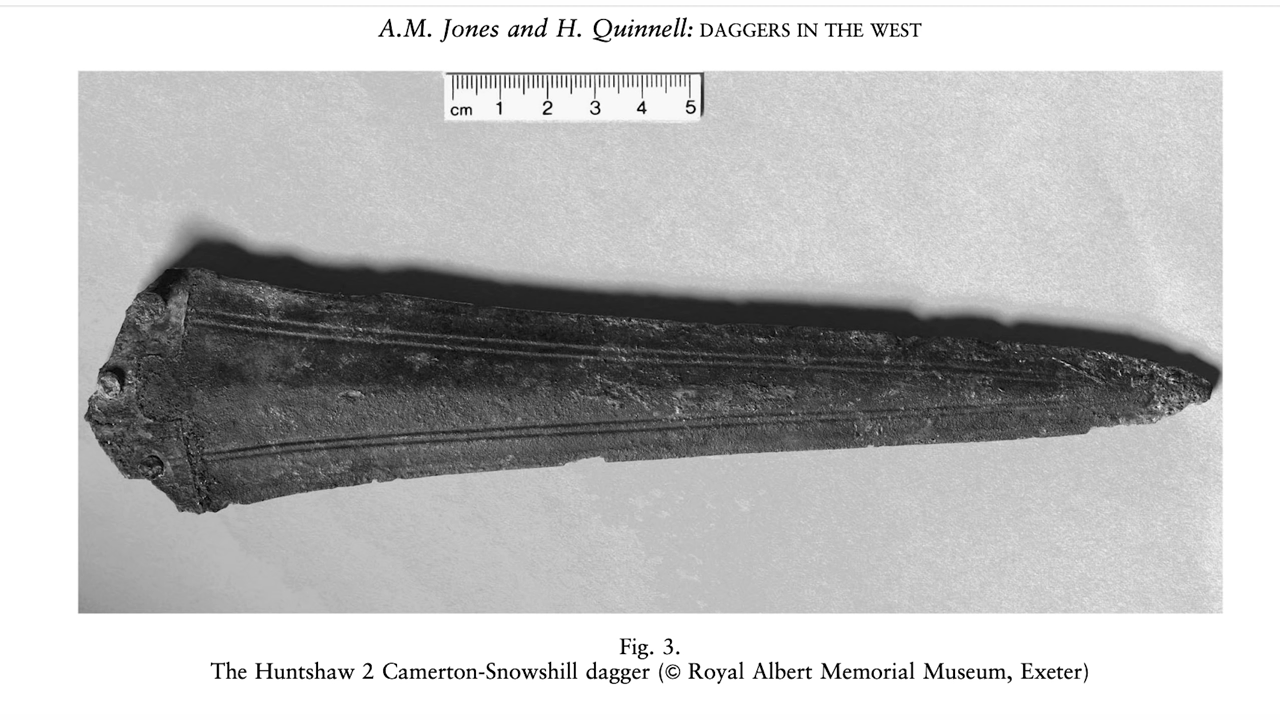 A.M. Jones and H. Quinnell: DAGGERS IN THE WEST
cm 1 2 3 4 5
Fig. 3.
The Huntshaw 2 Camerton-Snowshill dagger (© Royal Albert Memorial Museum, Exeter)